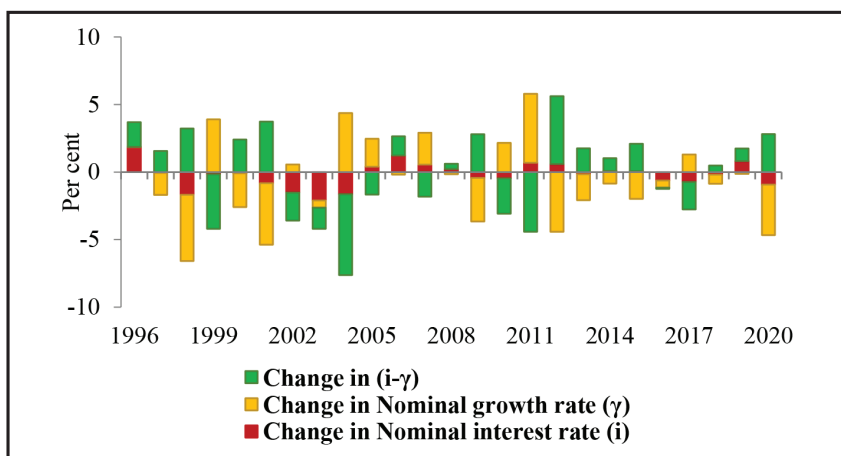 10
5
0
-5
-10
Per cent
1996 1999 2002 2005 2008 2011 2014 2017 2020
Change in (i-γ)
Change in Nominal growth rate (γ)
Change in Nominal interest rate (i)